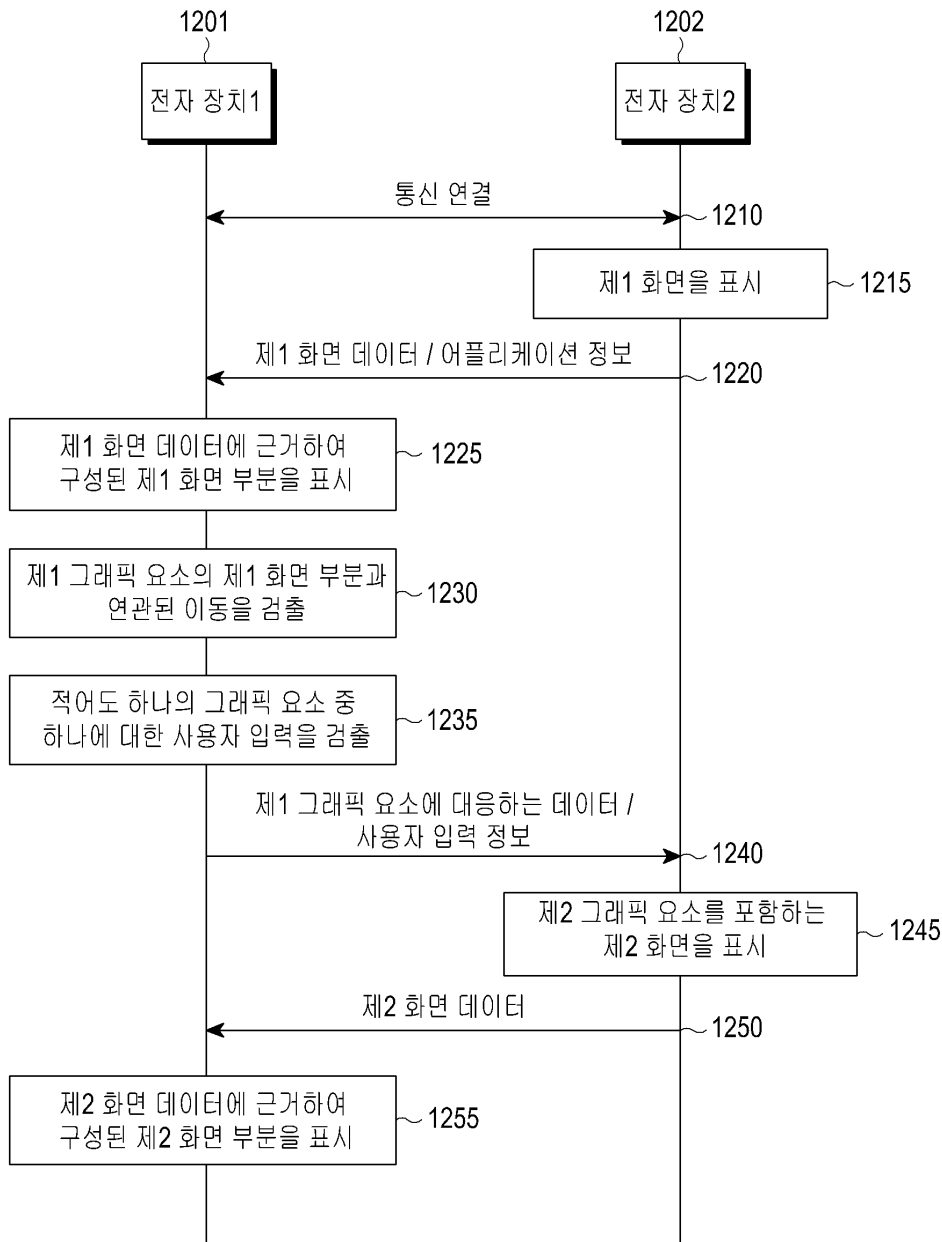 1201
1202
전자 장치1
전자 장치2
통신 연결
1210
제1 화면을 표시
1215
제1 화면 데이터 / 어플리케이션 정보
1220
제1 화면 데이터에 근거하여
구성된 제1 화면 부분을 표시
1225
제1 그래픽 요소의 제1 화면 부분과
연관된 이동을 검출
1230
적어도 하나의 그래픽 요소 중
하나에 대한 사용자 입력을 검출
1235
제1 그래픽 요소에 대응하는 데이터 /
사용자 입력 정보
1240
제2 그래픽 요소를 포함하는
제2 화면을 표시
1245
제2 화면 데이터
1250
제2 화면 데이터에 근거하여
구성된 제2 화면 부분을 표시
1255